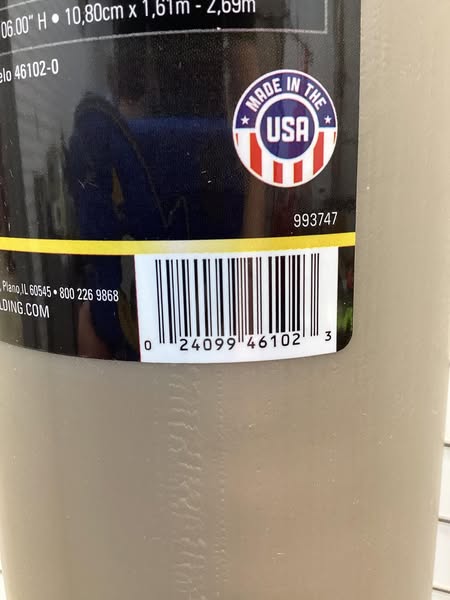 06.00" H • 10,80cm x 1,61m - 2,69m
elo 46102-0
MADE IN THE
USA
993747
, Plano, IL 60545 • 800 226 9868
DING.COM
0 24099 46102 3